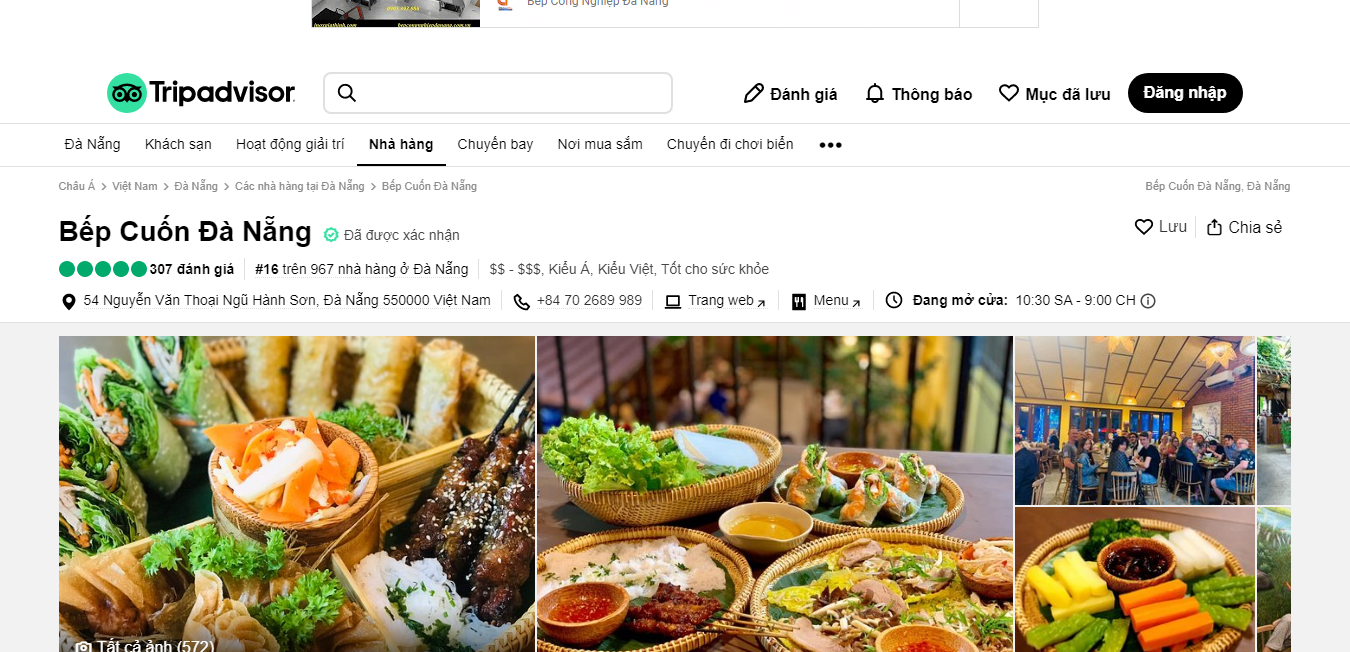 Bếp Công Nghiệp Đà Nẵng
Tripadvisor
Đánh giá
Thông báo
Mục đã lưu
Đăng nhập
Đà Nẵng
Khách sạn
Hoạt động giải trí
Nhà hàng
Chuyến bay
Nơi mua sắm
Chuyến đi chơi biển
Châu Á > Việt Nam > Đà Nẵng > Các nhà hàng tại Đà Nẵng > Bếp Cuốn Đà Nẵng
Bếp Cuốn Đà Nẵng, Đà Nẵng
Bếp Cuốn Đà Nẵng
Đã được xác nhận
Lưu
Chia sẻ
307 đánh giá
#16 trên 967 nhà hàng ở Đà Nẵng
$$ - $$$, Kiểu Á, Kiểu Việt, Tốt cho sức khỏe
54 Nguyễn Văn Thoại Ngũ Hành Sơn, Đà Nẵng 550000 Việt Nam
+84 70 2689 989
Trang web
Menu
Đang mở cửa: 10:30 SA - 9:00 CH
Tất cả ảnh (572)